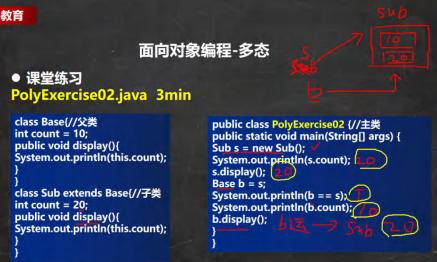 教育
面向对象编程-多态
● 课堂练习
PolyExercise02.java 3min
class Base{//父类
int count = 10;
public void display(){
System.out.println(this.count);
}
}
class Sub extends Base{//子类
int count = 20;
public void display(){
System.out.println(this.count);
}
}
public class PolyExercise02 {//主类
public static void main(String[] args) {
Sub s = new Sub();
System.out.println(s.count); 20
s.display(); 20
Base b = s;
System.out.println(b == s); T
System.out.println(b.count); 10
b.display(); b运 → Sub 20
}
}
sub
10
20
s
b